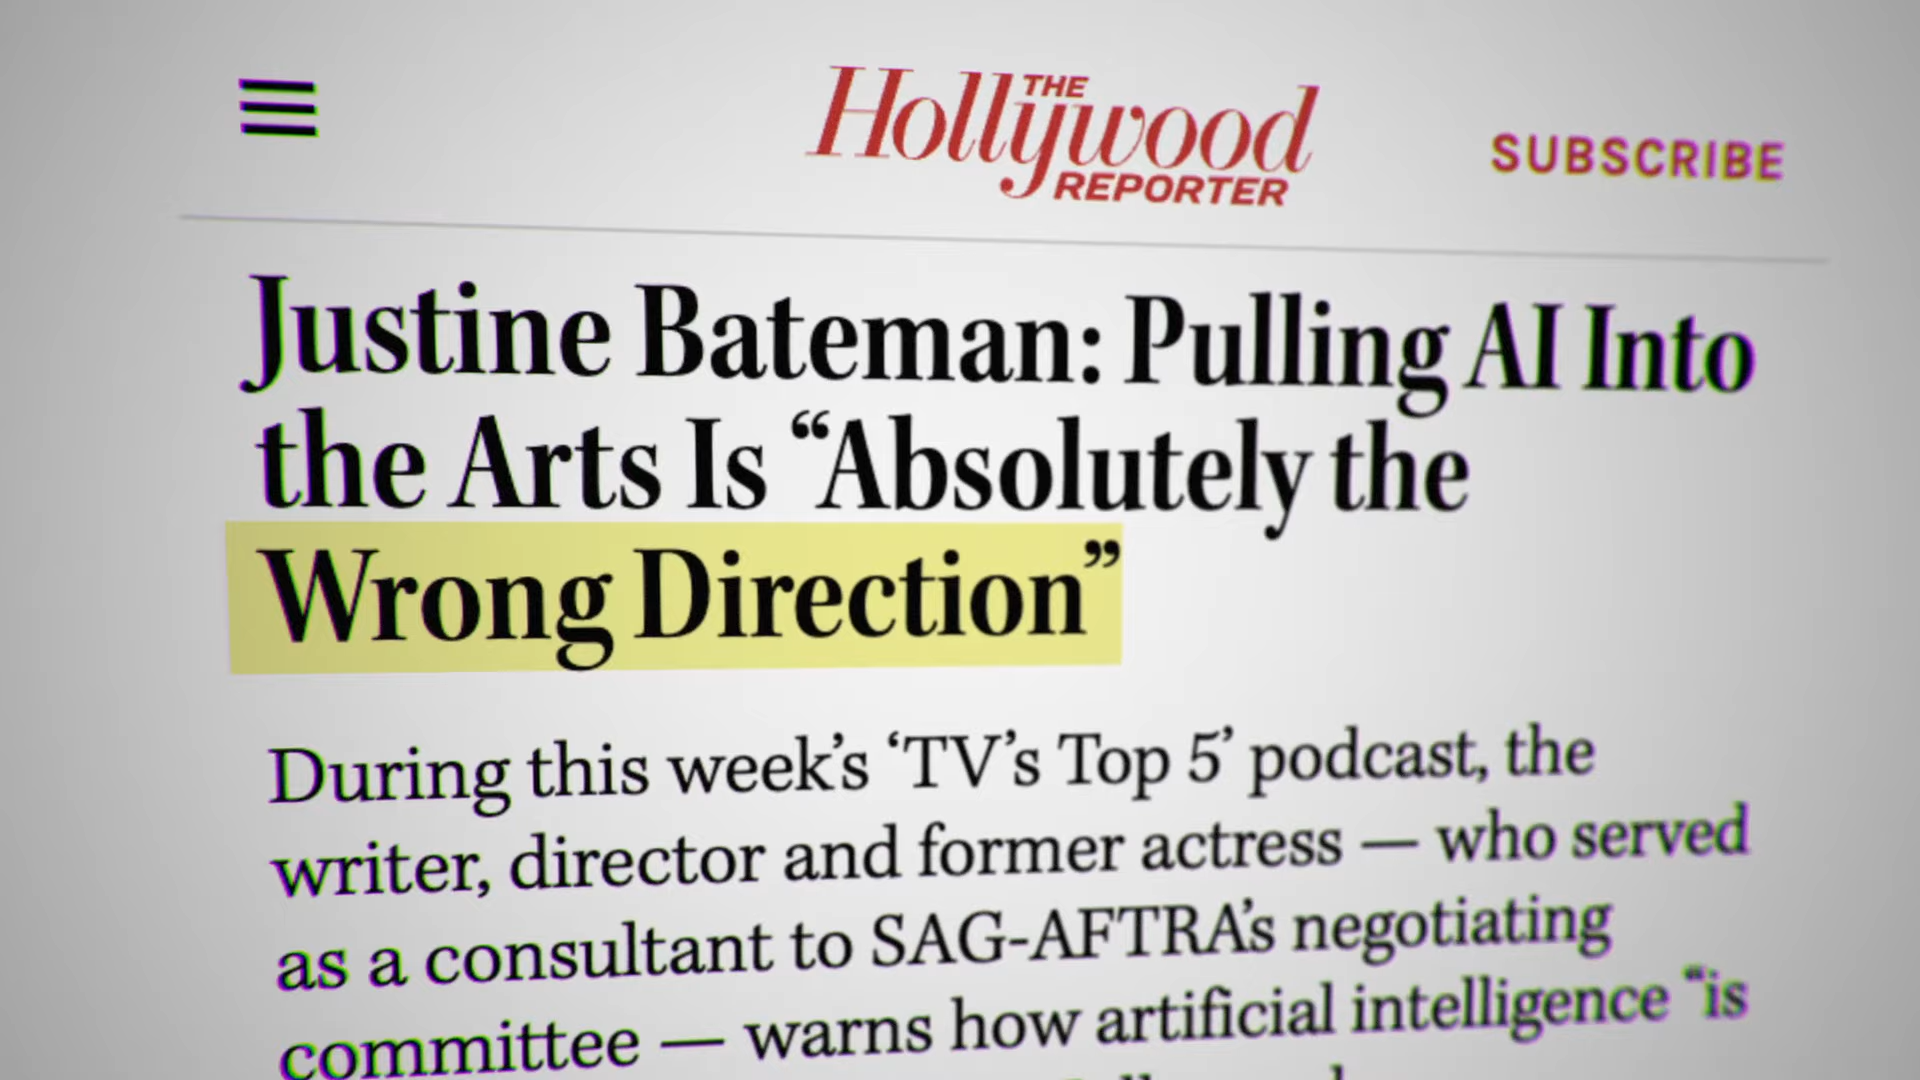 THE
Hollywood
REPORTER
SUBSCRIBE
Justine Bateman: Pulling AI Into
the Arts Is “Absolutely the
Wrong Direction”
During this week’s ‘TV’s Top 5’ podcast, the
writer, director and former actress — who served
as a consultant to SAG-AFTRA’s negotiating
committee — warns how artificial intelligence “is